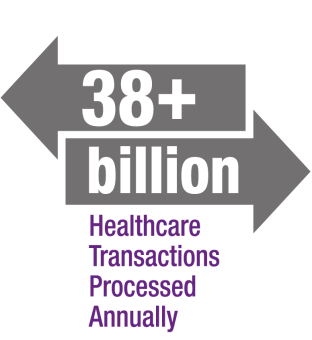 38+
billion
Healthcare
Transactions
Processed
Annually